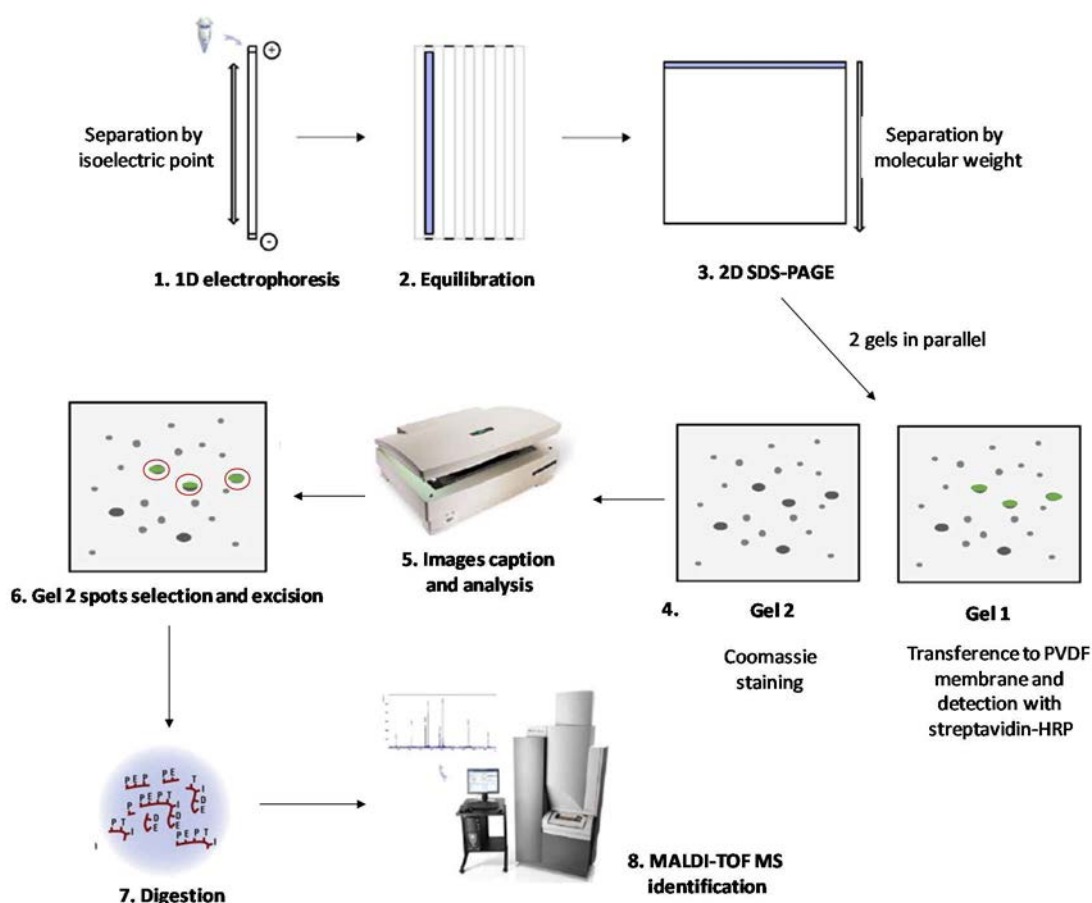 +
Separation by
isoelectric point
-
1. 1D electrophoresis
2. Equilibration
Separation by
molecular weight
3. 2D SDS-PAGE
2 gels in parallel
6. Gel 2 spots selection and excision
5. Images caption
and analysis
4.
Gel 2
Coomassie
staining
Gel 1
Transference to PVDF
membrane and
detection with
streptavidin-HRP
P E P
P E
T
I
D
E
P
P E P T
I
D
E
D
E
P T
I
P E P T
I
7. Digestion
8. MALDI-TOF MS
identification